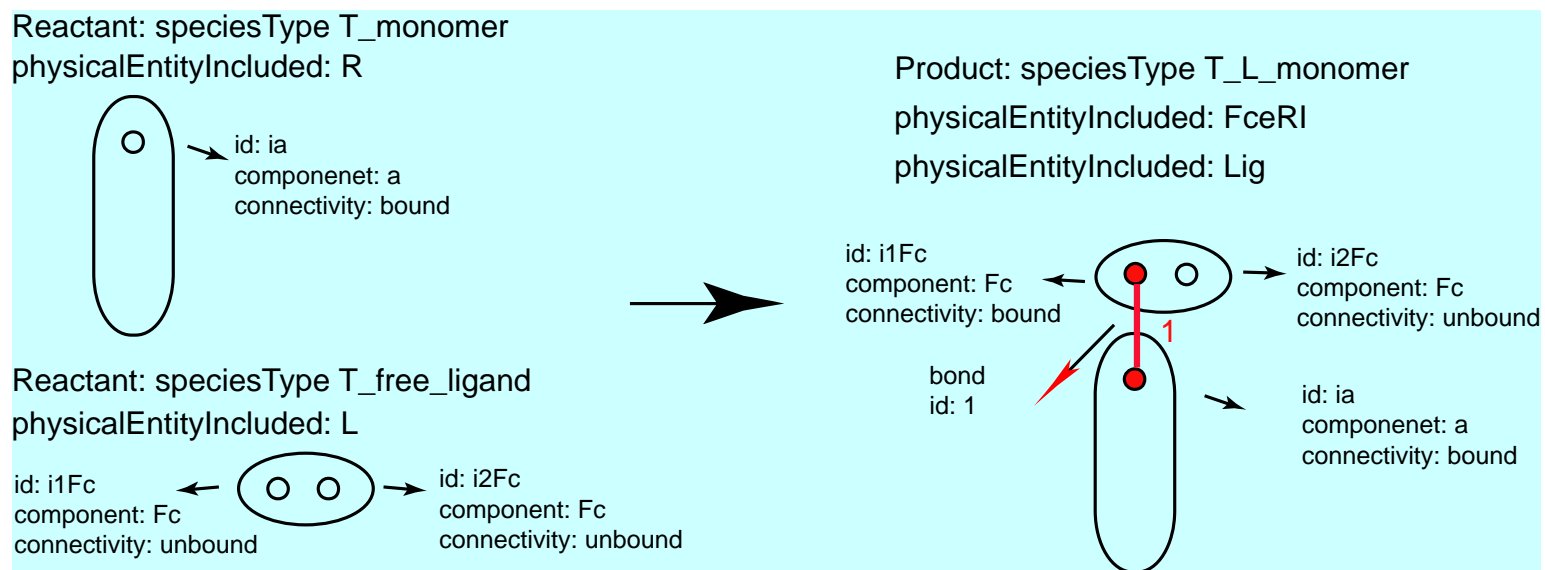 Reactant: speciesType T_monomer
physicalEntityIncluded: R
id: ia
componenet: a
connectivity: bound
Reactant: speciesType T_free_ligand
physicalEntityIncluded: L
id: i1Fc
component: Fc
connectivity: unbound
id: i2Fc
component: Fc
connectivity: unbound
Product: speciesType T_L_monomer
physicalEntityIncluded: FceRI
physicalEntityIncluded: Lig
id: i1Fc
component: Fc
connectivity: bound
id: i2Fc
component: Fc
connectivity: unbound
1
bond
id: 1
id: ia
componenet: a
connectivity: bound